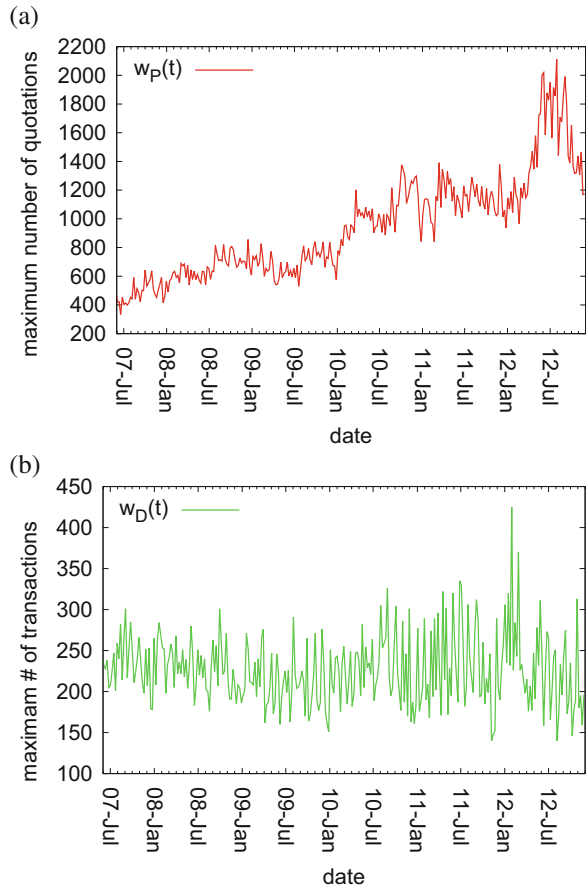 (a)
maximum number of quotations
2200
2000
1800
1600
1400
1200
1000
800
600
400
200
w_P(t)
07-Jul
08-Jan
08-Jul
09-Jan
09-Jul
10-Jan
10-Jul
11-Jan
11-Jul
12-Jan
12-Jul
date
(b)
maximam # of transactions
450
400
350
300
250
200
150
100
w_D(t)
07-Jul
08-Jan
08-Jul
09-Jan
09-Jul
10-Jan
10-Jul
11-Jan
11-Jul
12-Jan
12-Jul
date